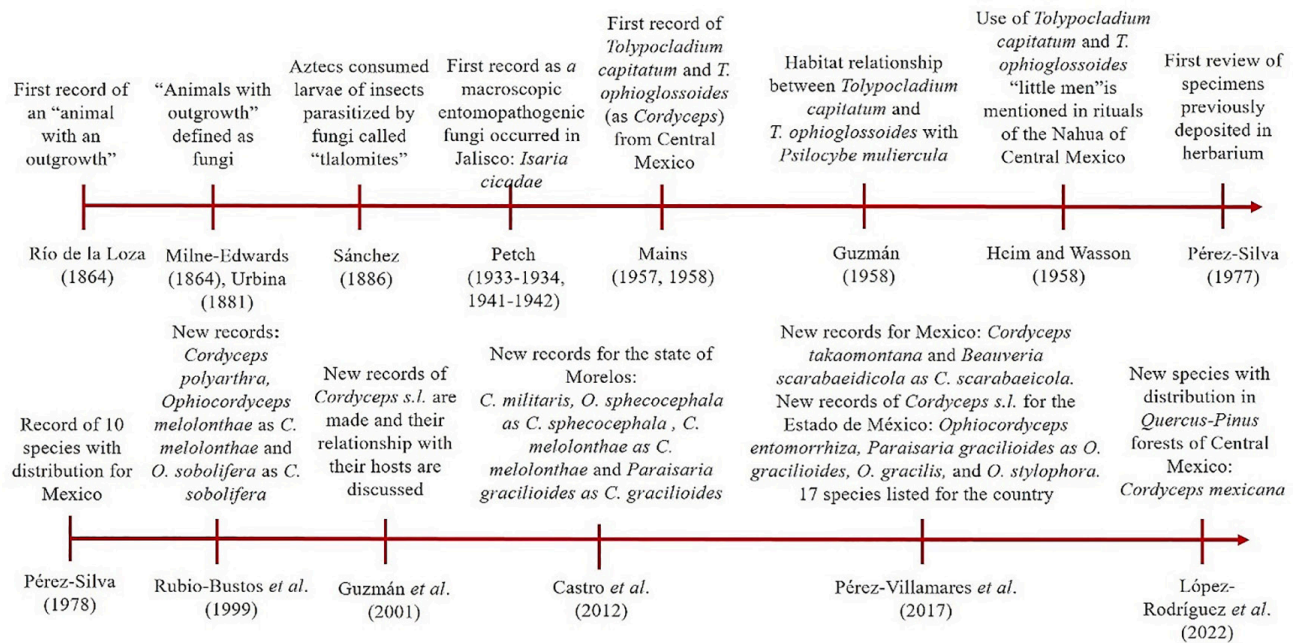 First record of
an “animal
with an
outgrowth”
“Animals with
outgrowth”
defined as
fungi
Aztecs consumed
larvae of insects
parasitized by
fungi called
“tlalomites”
First record as a
macroscopic
entomopathogenic
fungi occurred in
Jalisco: Isaria
cicadae
First record of
Tolypocladium
capitatum and T.
ophioglossoides
(as Cordyceps)
from Central
Mexico
Habitat relationship
between Tolypocladium
capitatum and
T. ophioglossoides with
Psilocybe muliercula
Use of Tolypocladium
capitatum and T.
ophioglossoides
“little men”is
mentioned in rituals
of the Nahua of
Central Mexico
First review of
specimens
previously
deposited in
herbarium
Río de la Loza
(1864)
Milne-Edwards
(1864), Urbina
(1881)
Sánchez
(1886)
Petch
(1933-1934,
1941-1942)
Mains
(1957, 1958)
Guzmán
(1958)
Heim and Wasson
(1958)
Pérez-Silva
(1977)
Record of 10
species with
distribution for
Mexico
New records:
Cordyceps
polyarthra,
Ophiocordyceps
melolonthae as C.
melolonthae and
O. sobolifera as C.
sobolifera
New records of
Cordyceps s.l. are
made and their
relationship with
their hosts are
discussed
New records for the state of
Morelos:
C. militaris, O. sphecocephala
as C. sphecocephala , C.
melolonthae as C.
melolonthae and Paraisaria
gracilioides as C. gracilioides
New records for Mexico: Cordyceps
takaomontana and Beauveria
scarabaeidicola as C. scarabaeicola.
New records of Cordyceps s.l. for the
Estado de México: Ophiocordyceps
entomorrhiza, Paraisaria gracilioides as O.
gracilioides, O. gracilis, and O. stylophora.
17 species listed for the country
New species with
distribution in
Quercus-Pinus
forests of Central
Mexico:
Cordyceps mexicana
Pérez-Silva
(1978)
Rubio-Bustos et al.
(1999)
Guzmán et al.
(2001)
Castro et al.
(2012)
Pérez-Villamares et al.
(2017)
López-
Rodríguez et al.
(2022)